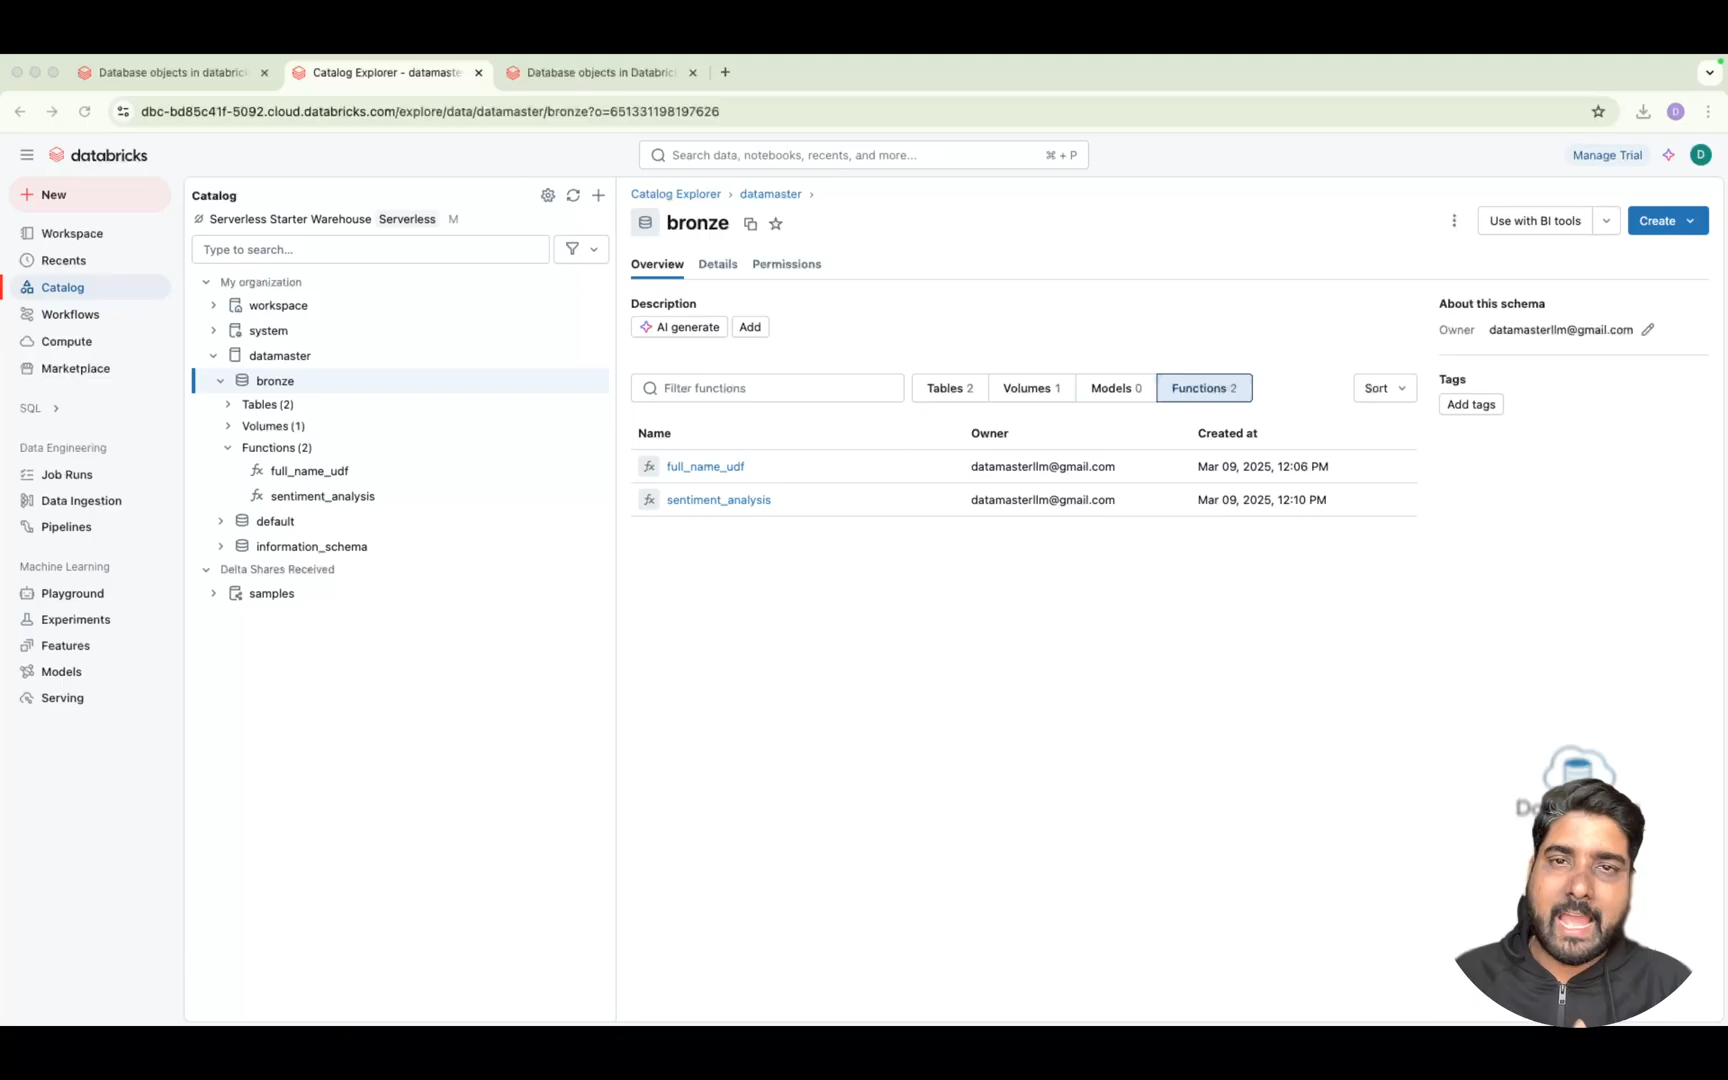 Database objects in databric
Catalog Explorer - datamaste
Database objects in Databric
dbc-bd85c41f-5092.cloud.databricks.com/explore/data/datamaster/bronze?o=651331198197626
D
databricks
Search data, notebooks, recents, and more...
⌘ + P
Manage Trial
D
New
Workspace
Recents
Catalog
Workflows
Compute
Marketplace
SQL
Data Engineering
Job Runs
Data Ingestion
Pipelines
Machine Learning
Playground
Experiments
Features
Models
Serving
Catalog
Serverless Starter Warehouse Serverless M
Type to search...
My organization
workspace
system
datamaster
bronze
Tables (2)
Volumes (1)
Functions (2)
fx full_name_udf
fx sentiment_analysis
default
information_schema
Delta Shares Received
samples
Catalog Explorer › datamaster ›
bronze
Use with BI tools
Create
Overview Details Permissions
Description
AI generate
Add
Filter functions
Tables 2
Volumes 1
Models 0
Functions 2
Sort
Name Owner Created at
fx full_name_udf datamasterllm@gmail.com Mar 09, 2025, 12:06 PM
fx sentiment_analysis datamasterllm@gmail.com Mar 09, 2025, 12:10 PM
About this schema
Owner datamasterllm@gmail.com
Tags
Add tags